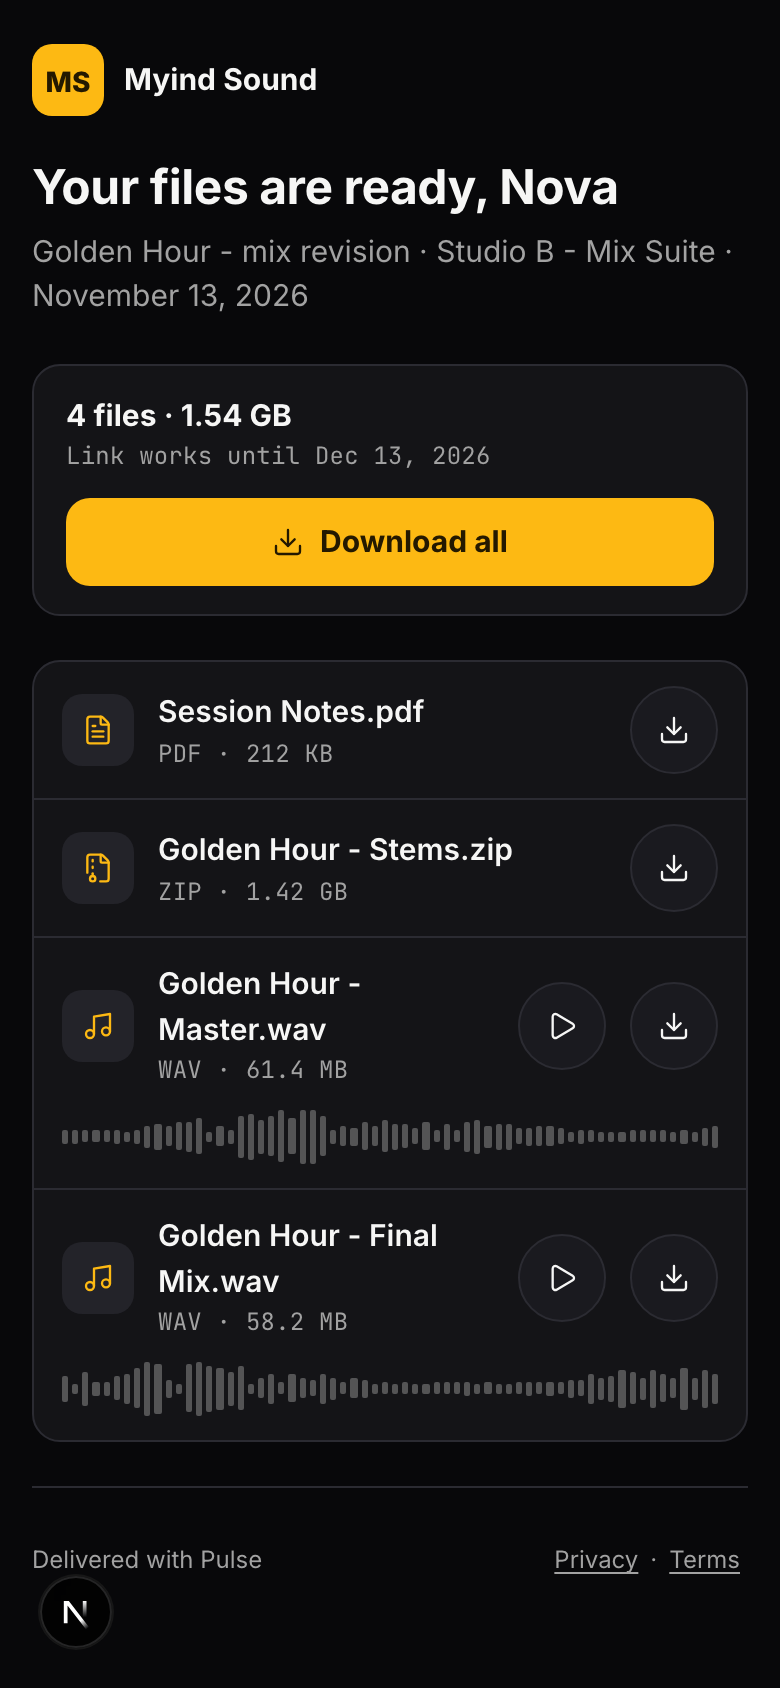 MS
Myind Sound
Your files are ready, Nova
Golden Hour - mix revision · Studio B - Mix Suite ·
November 13, 2026
4 files · 1.54 GB
Link works until Dec 13, 2026
Download all
Session Notes.pdf
PDF · 212 KB
Golden Hour - Stems.zip
ZIP · 1.42 GB
Golden Hour -
Master.wav
WAV · 61.4 MB
Golden Hour - Final
Mix.wav
WAV · 58.2 MB
Delivered with Pulse
Privacy · Terms
N